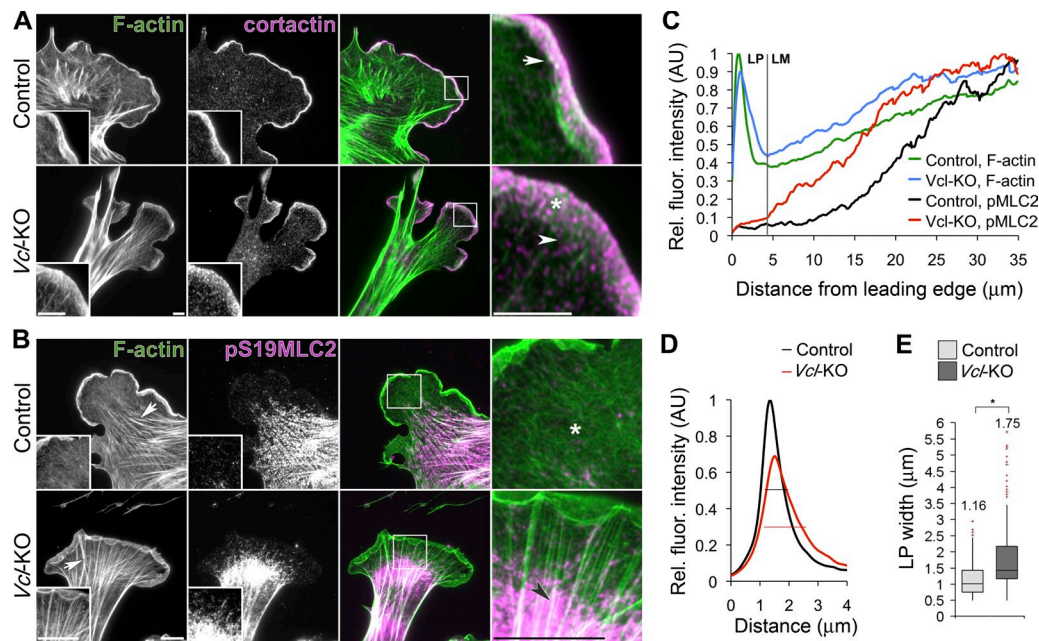 A
F-actin
cortactin
Control
Vcl-KO
B
F-actin
pS19MLC2
Control
Vcl-KO
C
Rel. fluor. intensity (AU)
1
0.9
0.8
0.7
0.6
0.5
0.4
0.3
0.2
0.1
0
LP
LM
Control, F-actin
Vcl-KO, F-actin
Control, pMLC2
Vcl-KO, pMLC2
0 5 10 15 20 25 30 35
Distance from leading edge (μm)
D
Control
Vcl-KO
Rel. fluor. intensity (AU)
1
0.8
0.6
0.4
0.2
0
0 1 2 3 4
Distance (μm)
E
Control
Vcl-KO
LP width (μm)
6
5.5
5
4.5
4
3.5
3
2.5
2
1.5
1
0.5
0
*
1.16
1.75